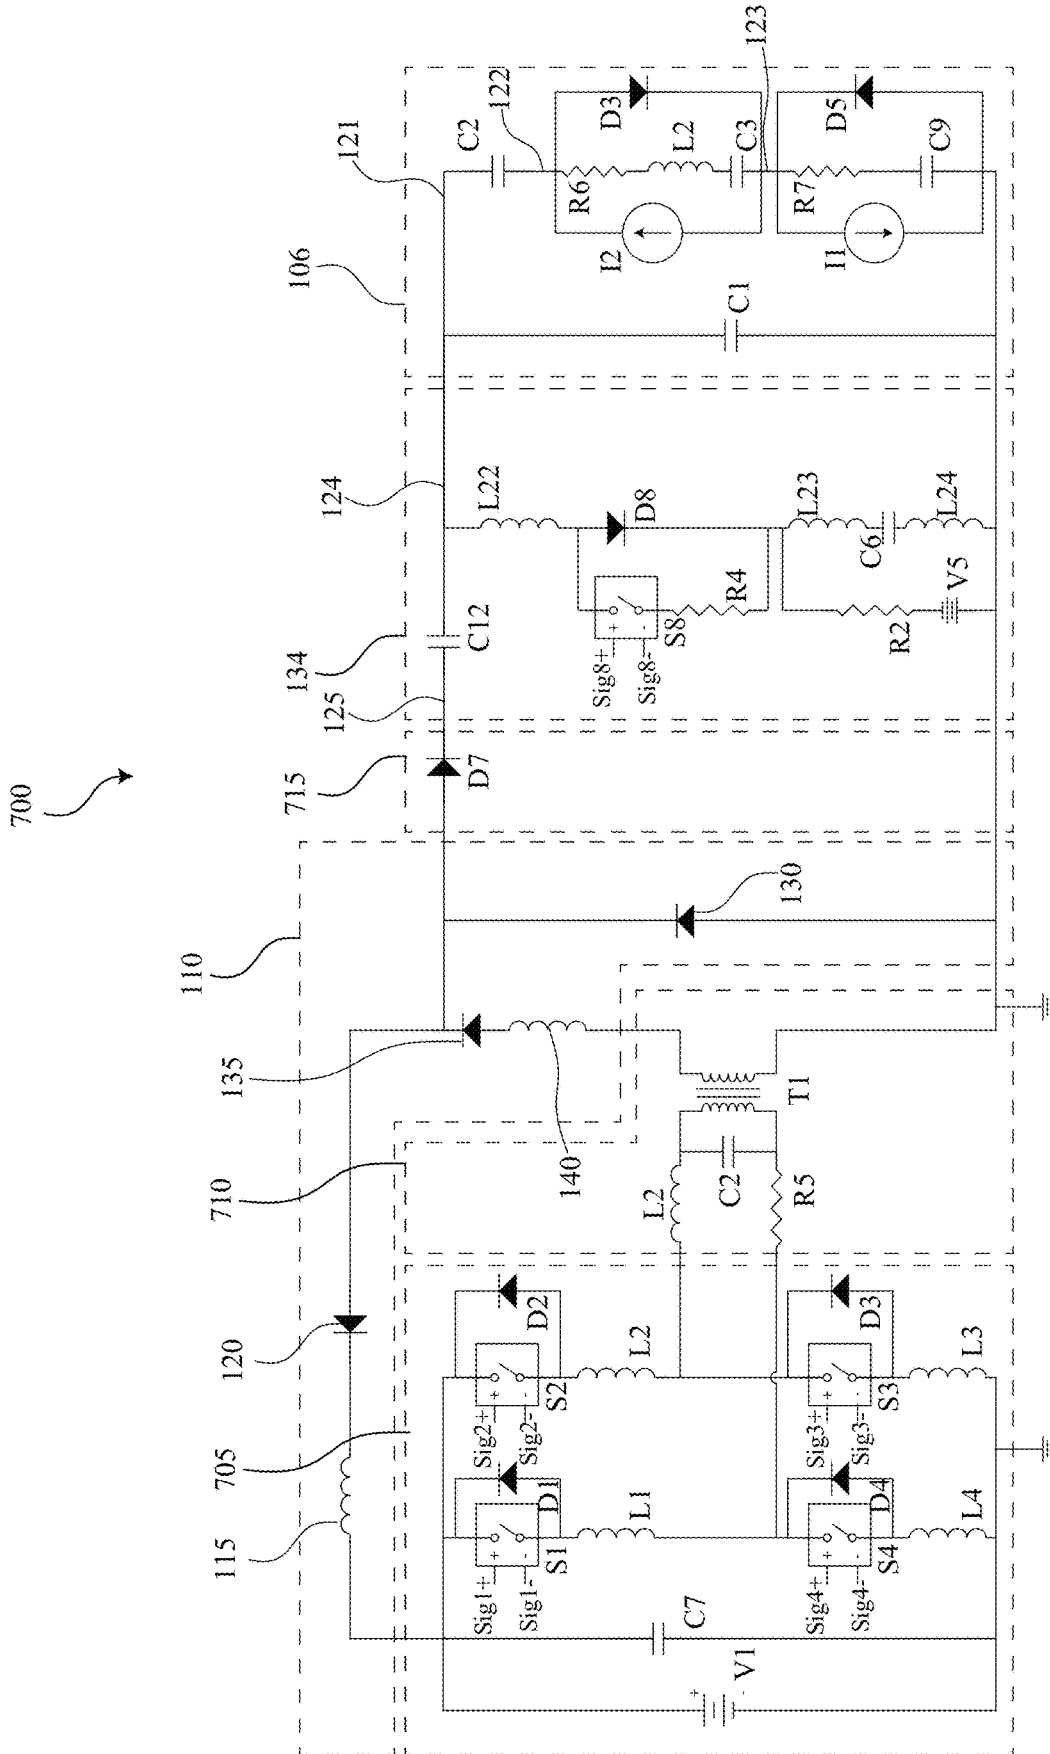 700
110
115
120
135
140
710
705
130
715
134
125
124
106
121
122
123
V1
+
-
C7
Sig1+
Sig1-
+
-
S1
D1
L1
Sig2+
Sig2-
+
-
S2
D2
L2
Sig4+
Sig4-
+
-
S4
D4
L4
Sig3+
Sig3-
+
-
S3
D3
L3
L2
C2
R5
T1
D7
C12
L22
Sig8+
Sig8-
+
-
S8
D8
R4
R2
V5
L23
C6
L24
C1
C2
I2
R6
L2
C3
D3
I1
R7
C9
D5